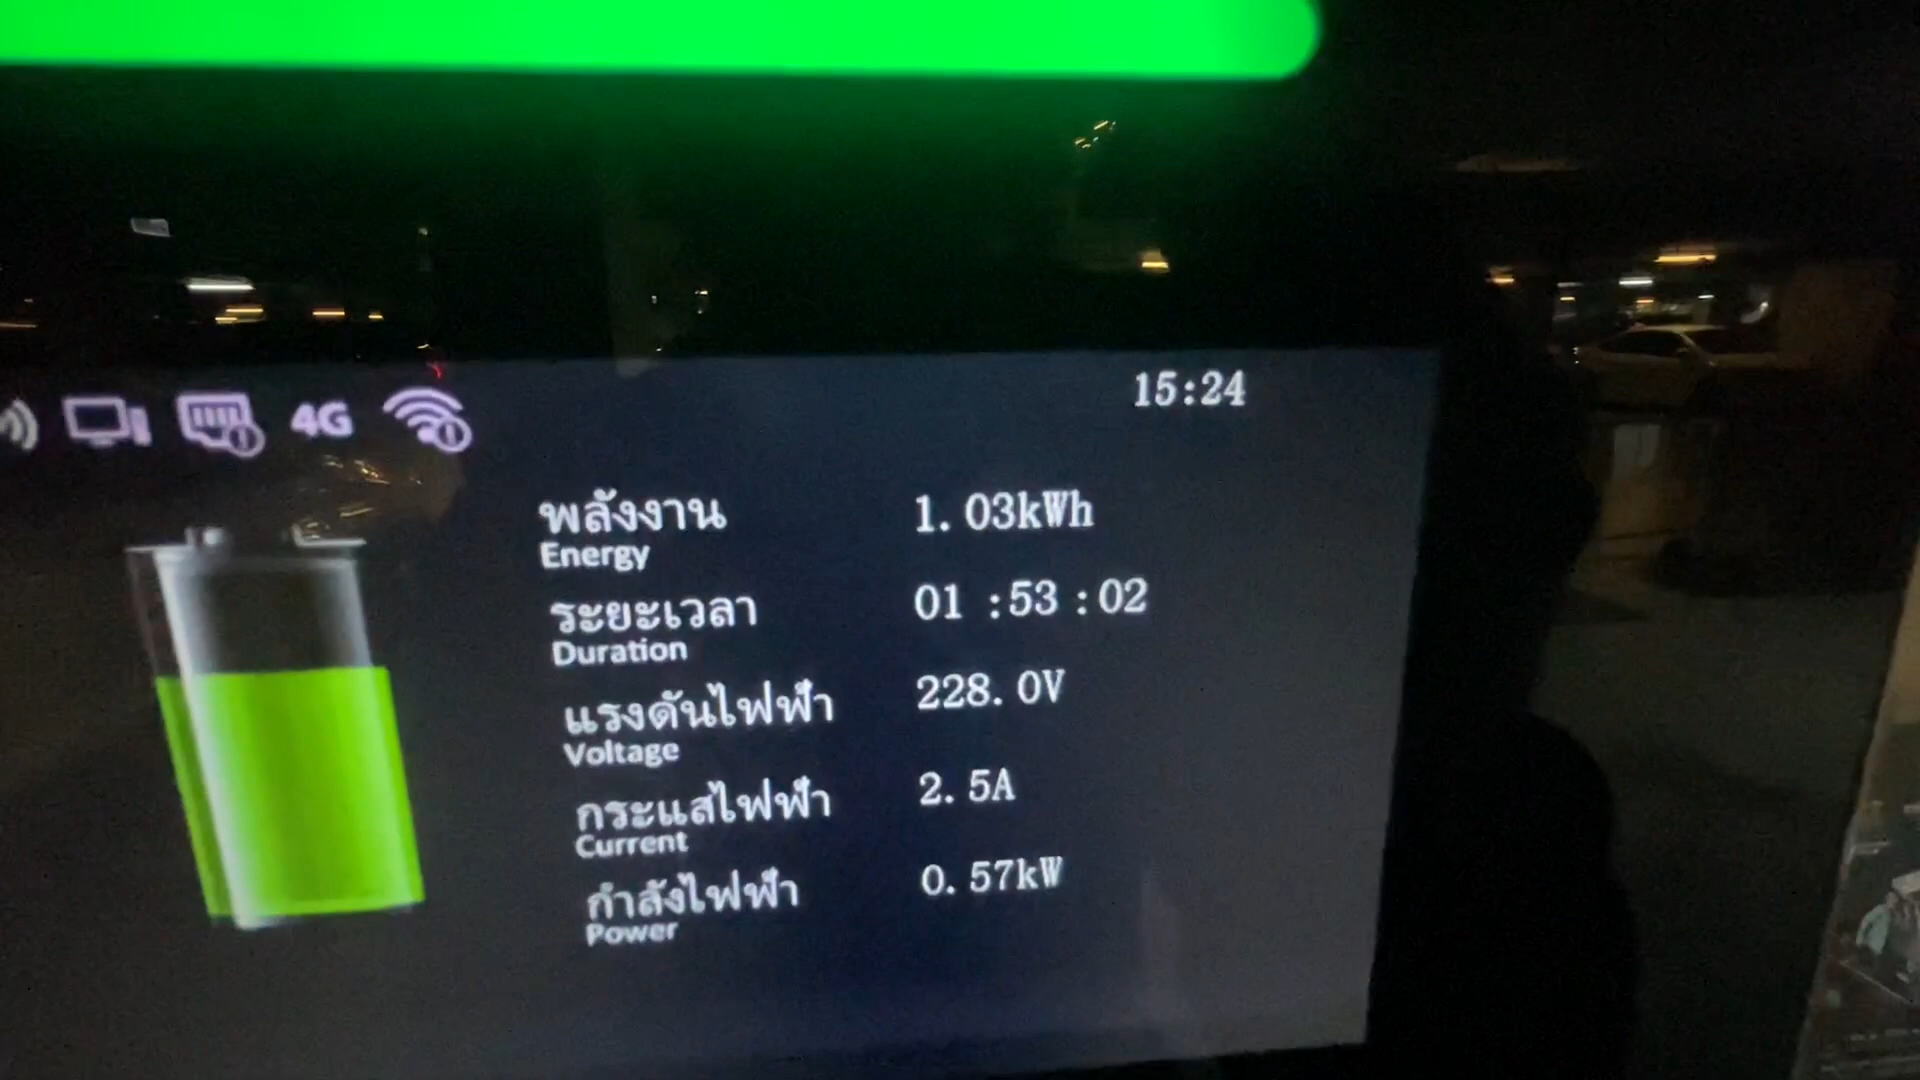 4G
15:24
พลังงาน 1.03kWh
Energy
ระยะเวลา 01:53:02
Duration
แรงดันไฟฟ้า 228.0V
Voltage
กระแสไฟฟ้า 2.5A
Current
กำลังไฟฟ้า 0.57kW
Power